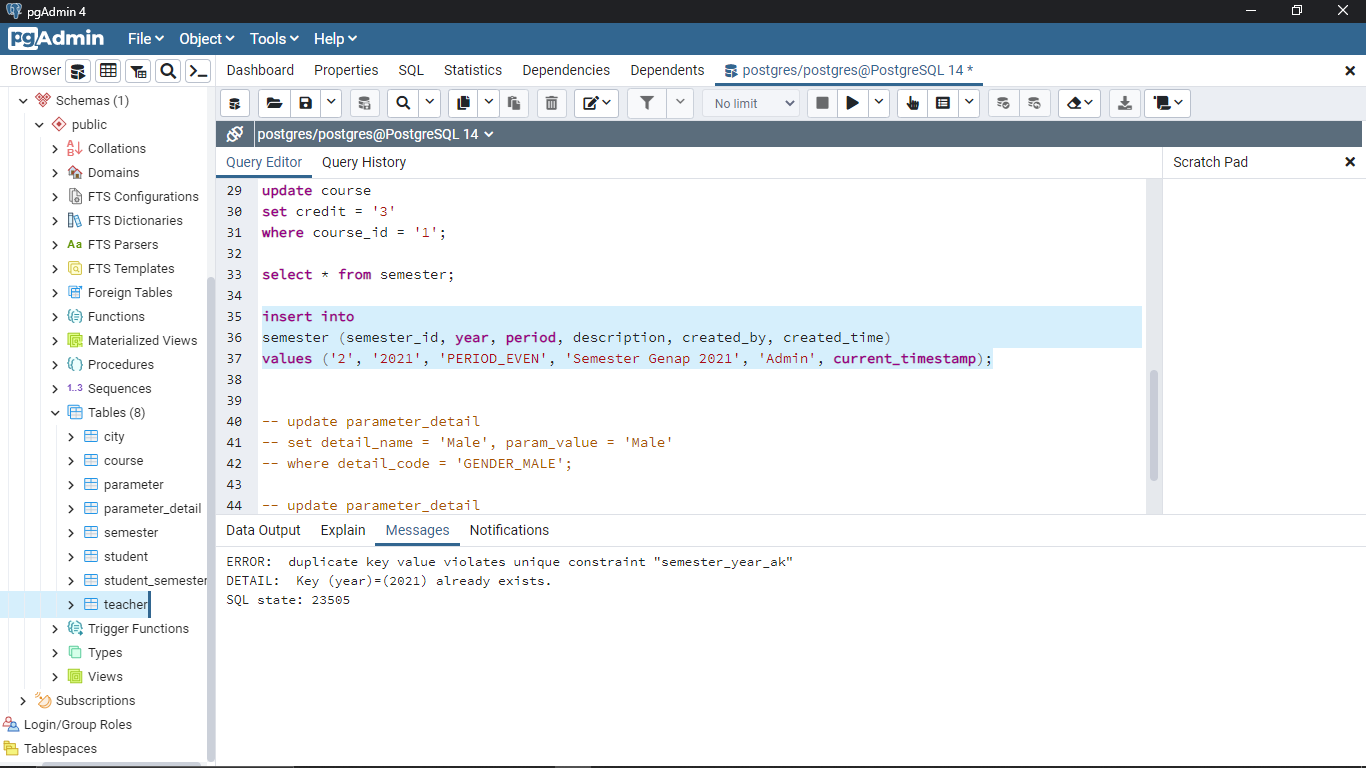 pgAdmin 4
pgAdmin File Object Tools Help
Browser
Dashboard Properties SQL Statistics Dependencies Dependents postgres/postgres@PostgreSQL 14 *
Schemas (1)
public
Collations
Domains
FTS Configurations
FTS Dictionaries
Aa FTS Parsers
FTS Templates
Foreign Tables
Functions
Materialized Views
Procedures
1..3 Sequences
Tables (8)
city
course
parameter
parameter_detail
semester
student
student_semester
teacher
Trigger Functions
Types
Views
Subscriptions
Login/Group Roles
Tablespaces
No limit
postgres/postgres@PostgreSQL 14
Query Editor Query History
Scratch Pad
29 update course
30 set credit = '3'
31 where course_id = '1';
32
33 select * from semester;
34
35 insert into
36 semester (semester_id, year, period, description, created_by, created_time)
37 values ('2', '2021', 'PERIOD_EVEN', 'Semester Genap 2021', 'Admin', current_timestamp);
38
39
40 -- update parameter_detail
41 -- set detail_name = 'Male', param_value = 'Male'
42 -- where detail_code = 'GENDER_MALE';
43
44 -- update parameter_detail
Data Output Explain Messages Notifications
ERROR: duplicate key value violates unique constraint "semester_year_ak"
DETAIL: Key (year)=(2021) already exists.
SQL state: 23505